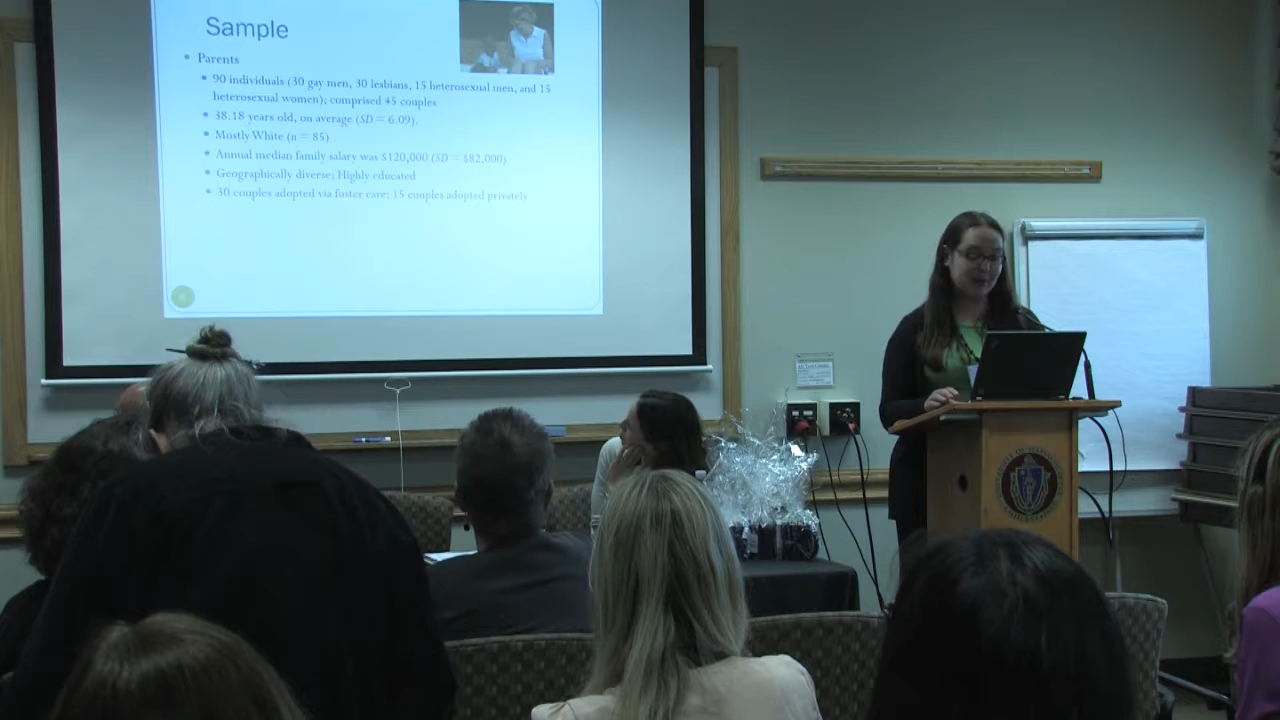 Sample
• Parents
• 90 individuals (30 gay men, 30 lesbians, 15 heterosexual men, and 15
heterosexual women); comprised 45 couples
• 38.18 years old, on average (SD = 6.09).
• Mostly White (n = 85)
• Annual median family salary was $120,000 (SD = $82,000)
• Geographically diverse; Highly educated
• 30 couples adopted via foster care; 15 couples adopted privately